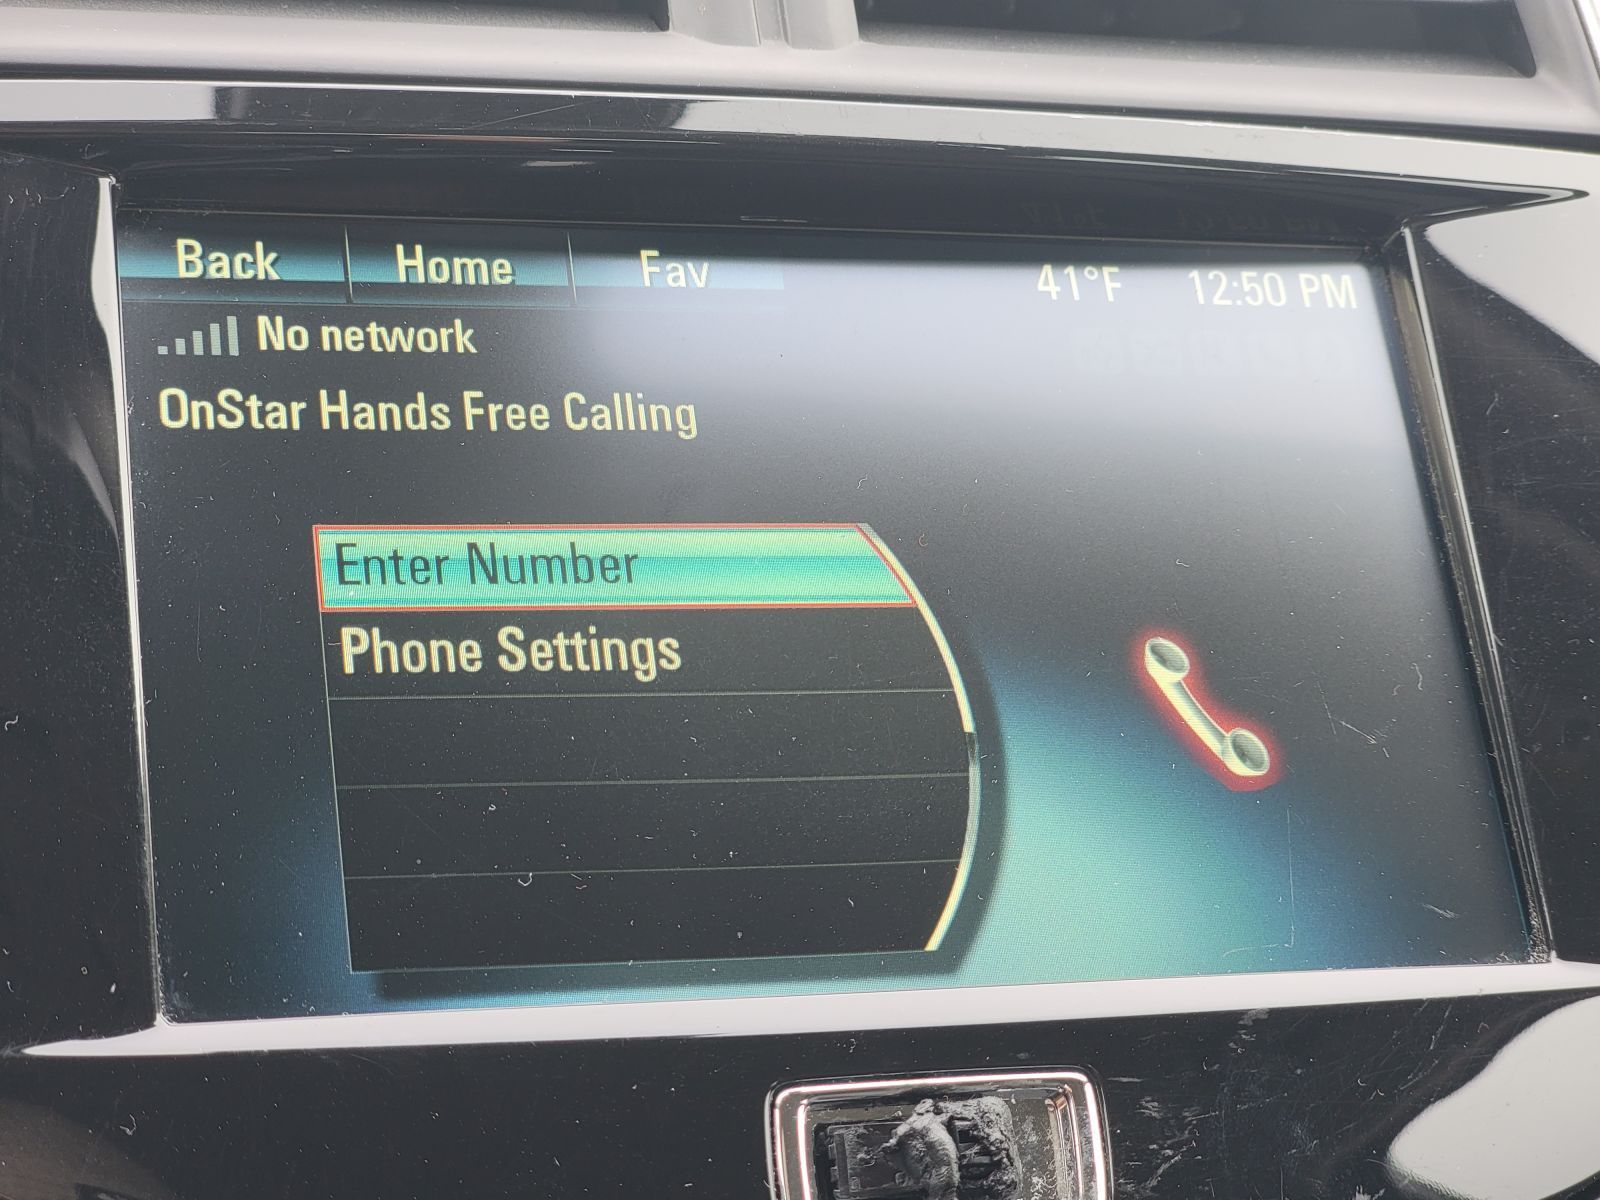 Back Home Fav 41°F 12:50 PM
No network
OnStar Hands Free Calling
Enter Number
Phone Settings